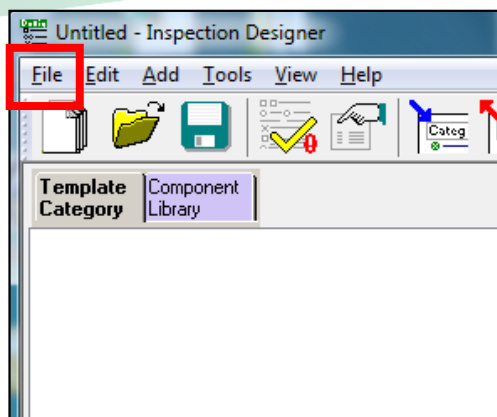 Untitled - Inspection Designer
File Edit Add Tools View Help
Categ
Template Category
Component Library